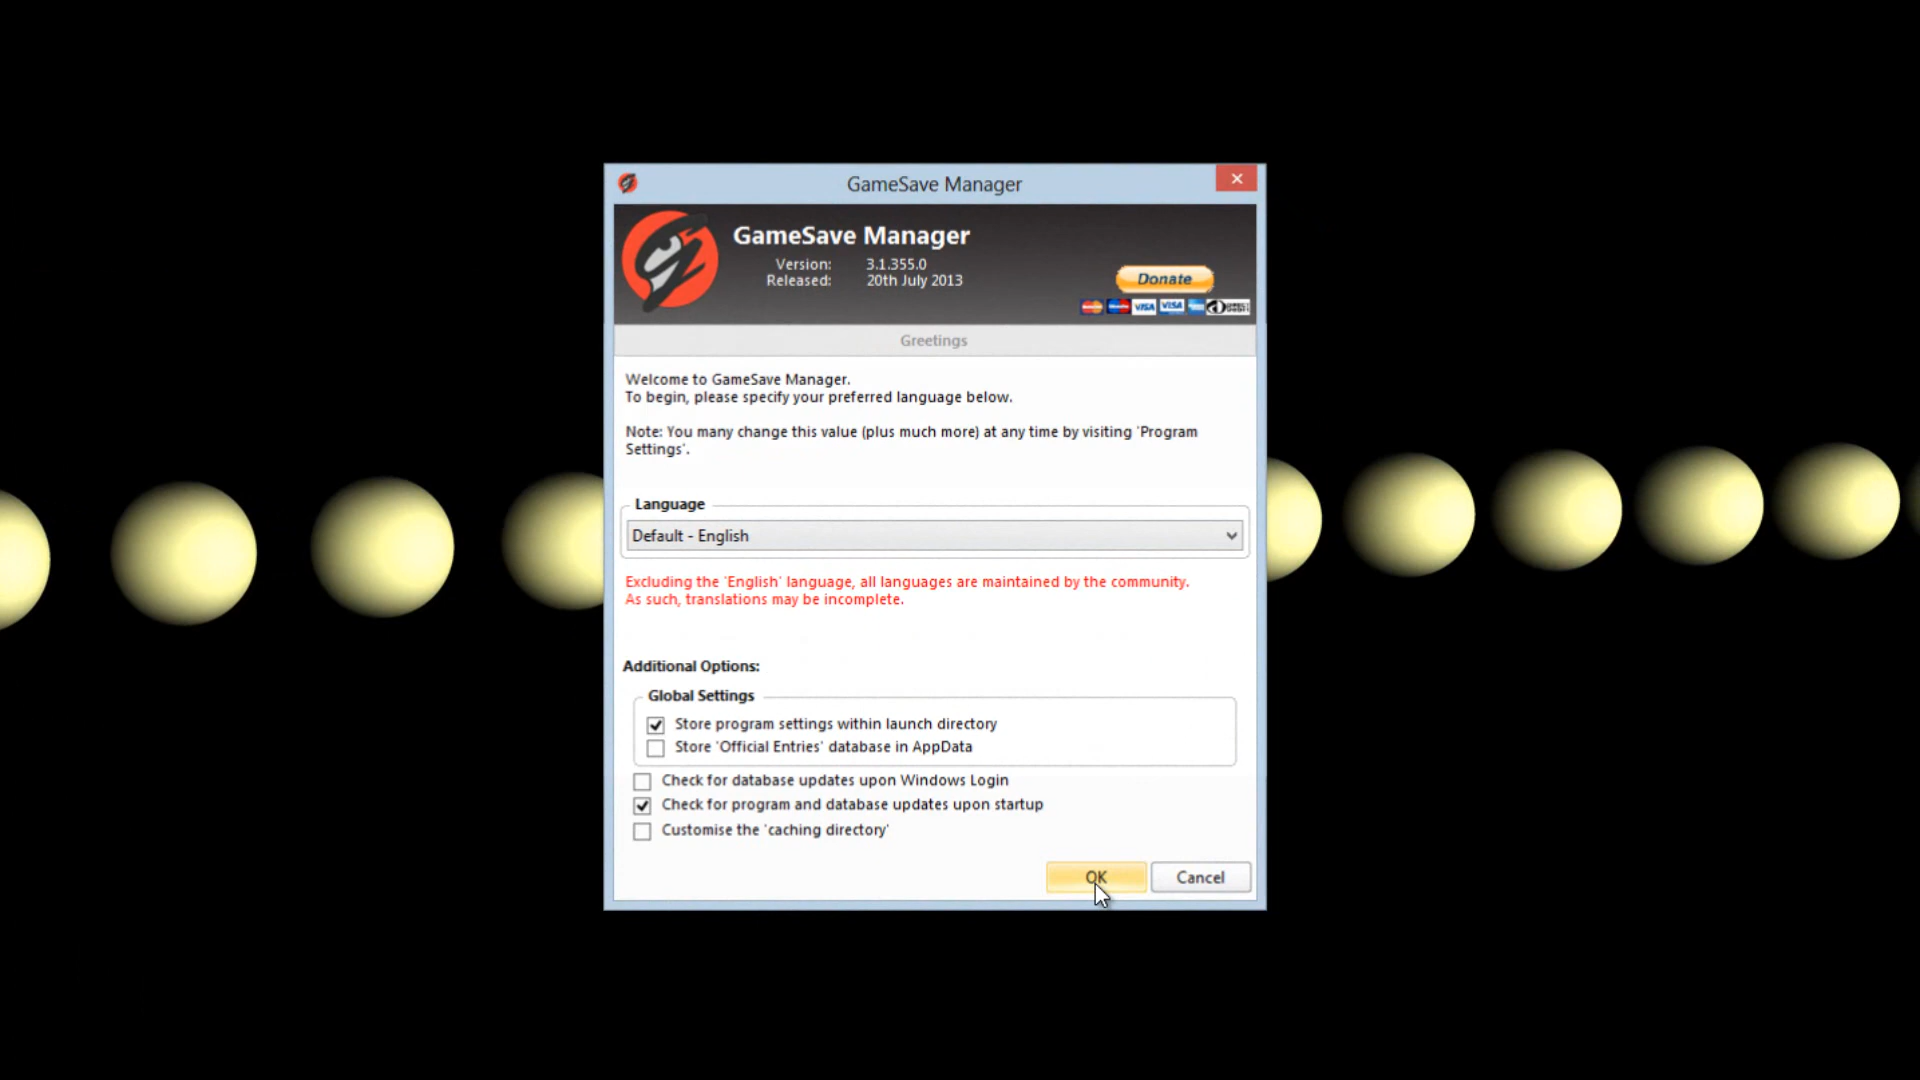 GameSave Manager
GameSave Manager
Version: 3.1.355.0
Released: 20th July 2013
Donate
VISA VISA
Greetings
Welcome to GameSave Manager.
To begin, please specify your preferred language below.
Note: You many change this value (plus much more) at any time by visiting 'Program
Settings'.
Language
Default - English
Excluding the 'English' language, all languages are maintained by the community.
As such, translations may be incomplete.
Additional Options:
Global Settings
Store program settings within launch directory
Store 'Official Entries' database in AppData
Check for database updates upon Windows Login
Check for program and database updates upon startup
Customise the 'caching directory'
OK Cancel